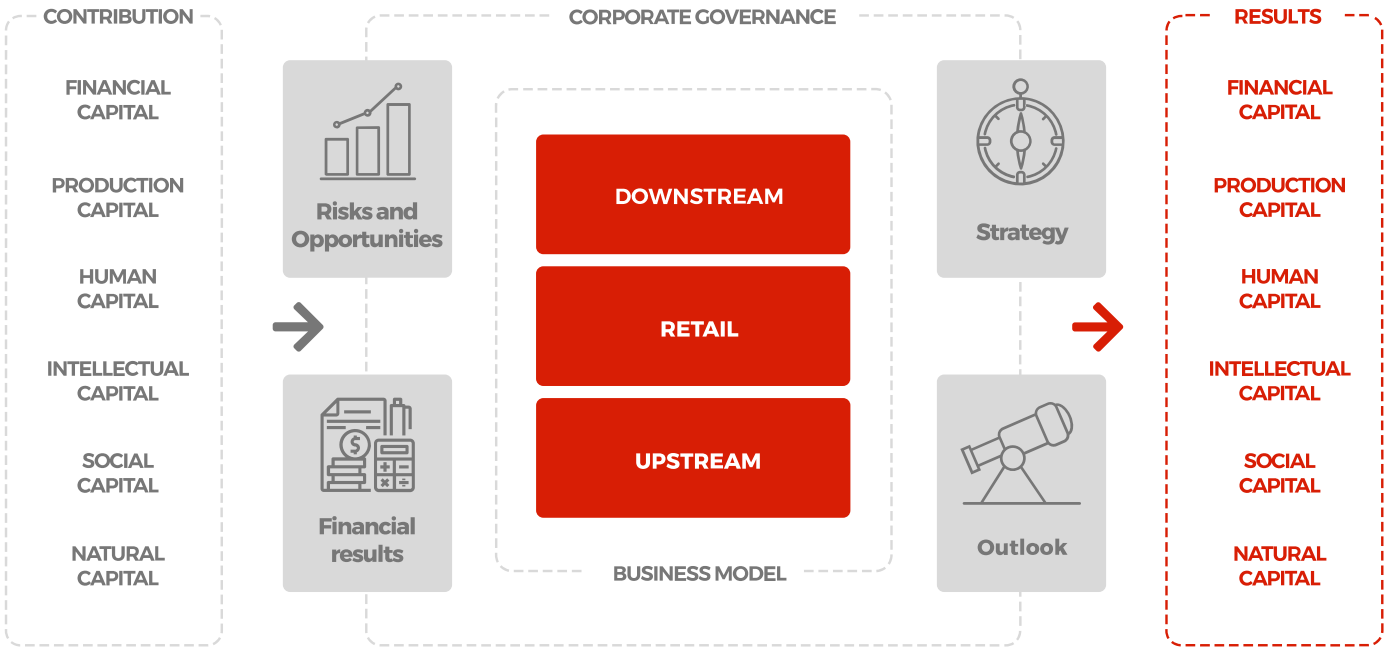 CONTRIBUTION
FINANCIAL
CAPITAL
PRODUCTION
CAPITAL
HUMAN
CAPITAL
INTELLECTUAL
CAPITAL
SOCIAL
CAPITAL
NATURAL
CAPITAL
CORPORATE GOVERNANCE
Risks and
Opportunities
Financial
results
DOWNSTREAM
RETAIL
UPSTREAM
BUSINESS MODEL
Strategy
Outlook
RESULTS
FINANCIAL
CAPITAL
PRODUCTION
CAPITAL
HUMAN
CAPITAL
INTELLECTUAL
CAPITAL
SOCIAL
CAPITAL
NATURAL
CAPITAL